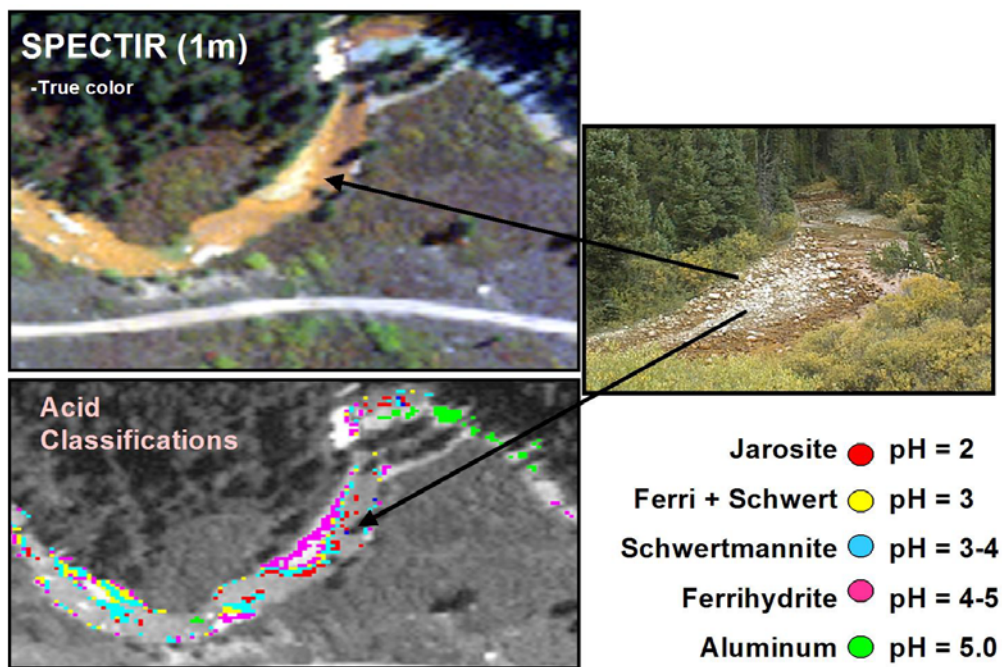 SPECTIR (1m)
-True color
Acid
Classifications
Jarosite pH = 2
Ferri + Schwert pH = 3
Schwertmannite pH = 3-4
Ferrihydrite pH = 4-5
Aluminum pH = 5.0